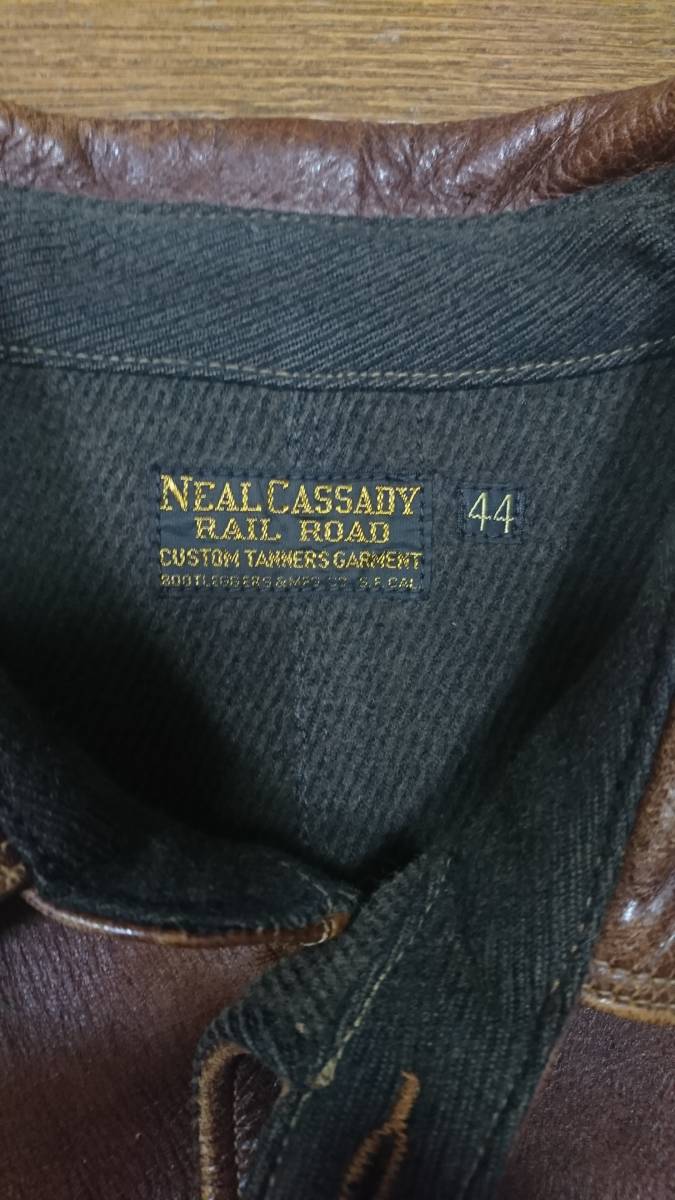 NEAL CASSADY
RAIL ROAD
CUSTOM TANNERS GARMENT
BOOTLEGGERS & MFG CO. S.F. CAL
44